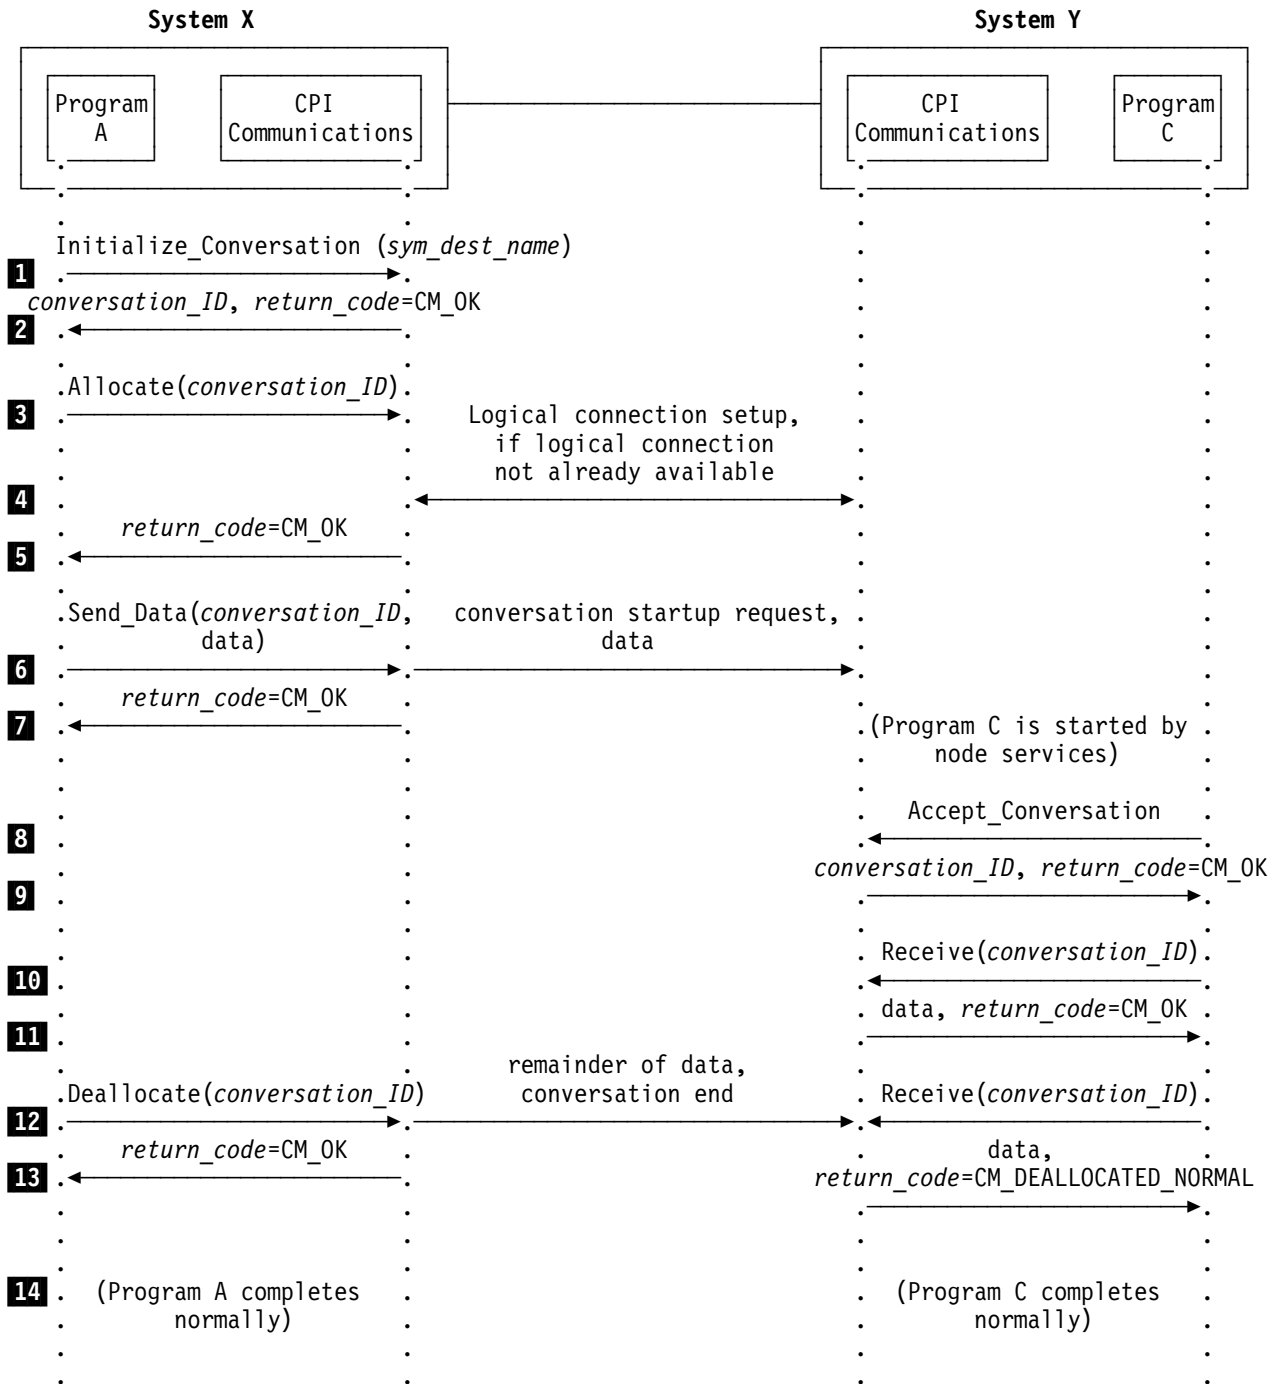 System X System Y
Program A CPI Communications CPI Communications Program C
Initialize_Conversation (sym_dest_name)
1
conversation_ID, return_code=CM_OK
2
Allocate(conversation_ID)
3
Logical connection setup,
if logical connection
not already available
4
return_code=CM_OK
5
Send_Data(conversation_ID,
data)
conversation startup request,
data
6
return_code=CM_OK
7
(Program C is started by
node services)
Accept_Conversation
8
conversation_ID, return_code=CM_OK
9
Receive(conversation_ID)
10
data, return_code=CM_OK
11
remainder of data,
conversation end
Deallocate(conversation_ID)
Receive(conversation_ID)
12
return_code=CM_OK
13
data,
return_code=CM_DEALLOCATED_NORMAL
14
(Program A completes
normally)
(Program C completes
normally)